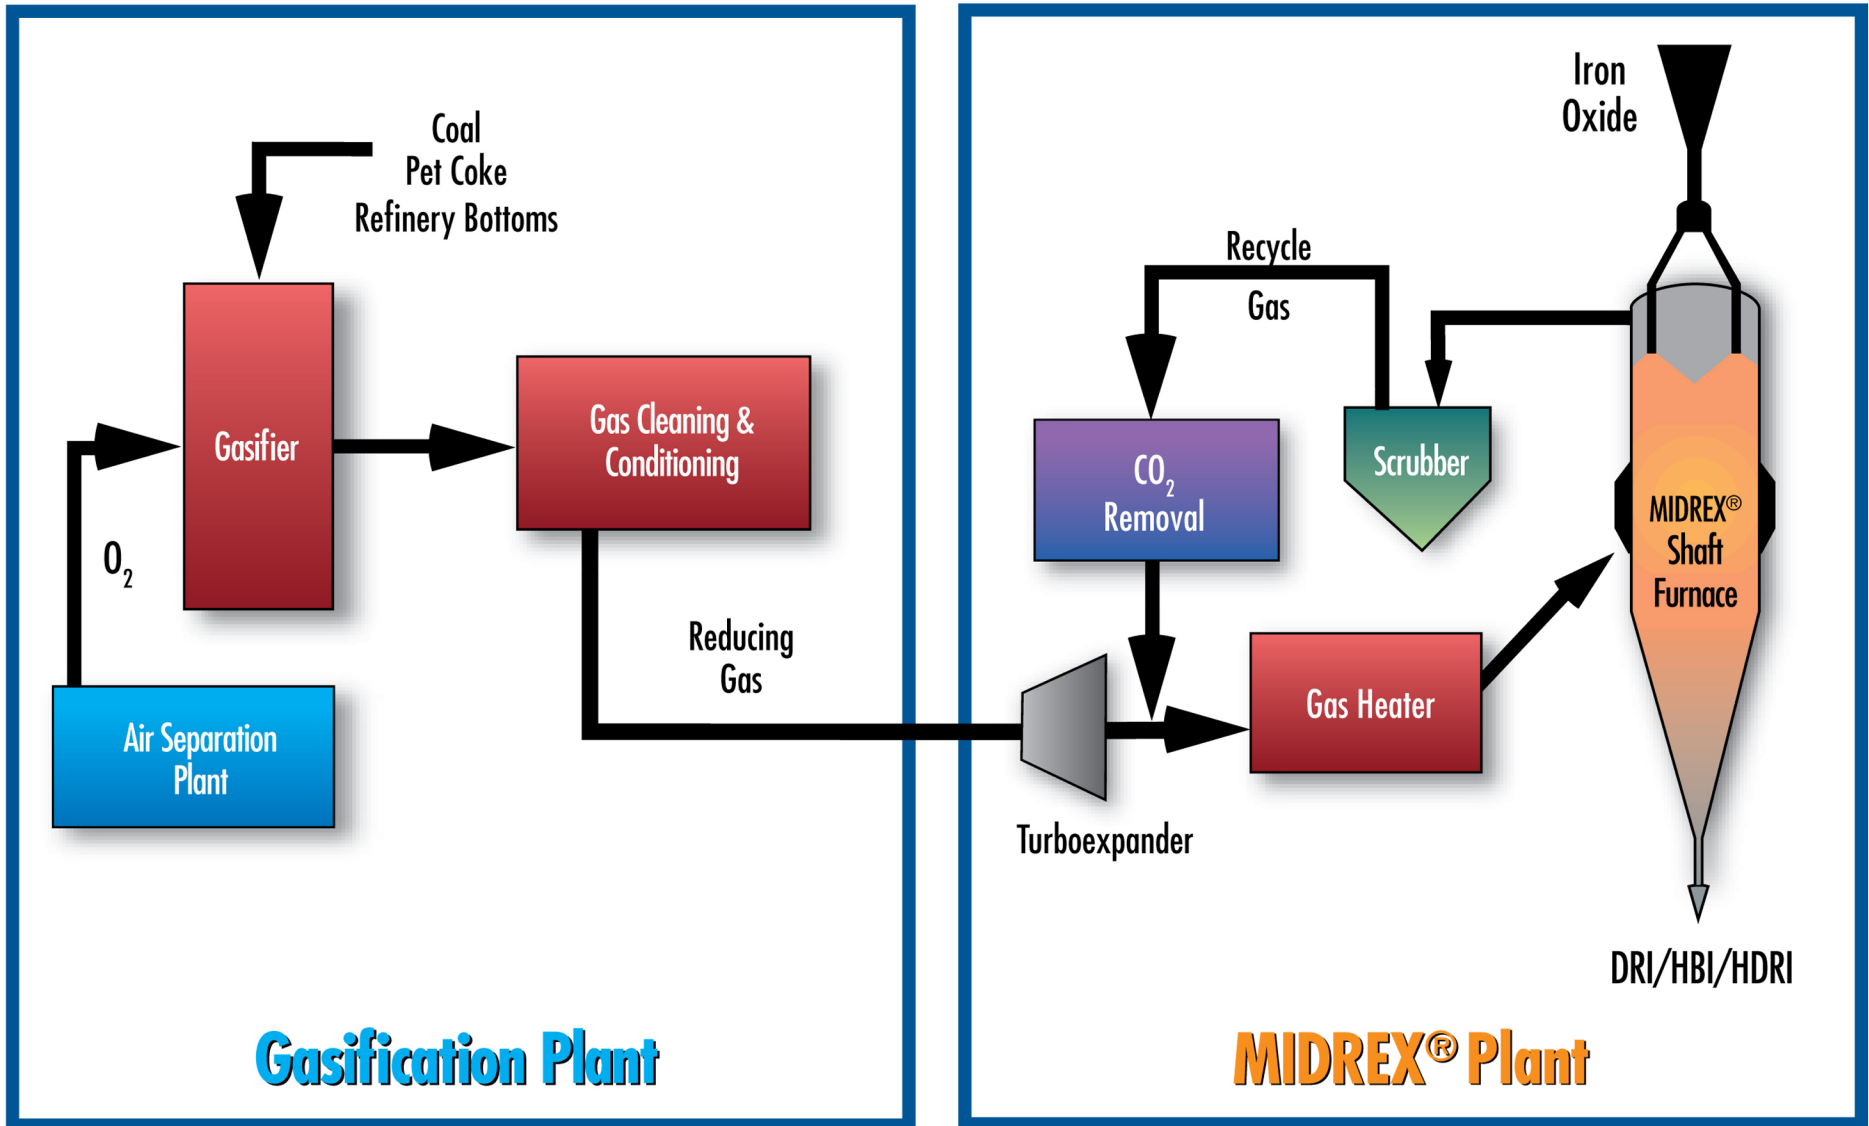 Coal
Pet Coke
Refinery Bottoms
Gasifier
Gas Cleaning &
Conditioning
O₂
Air Separation
Plant
Reducing
Gas
Gasification Plant
Iron
Oxide
Recycle
Gas
CO₂
Removal
Scrubber
MIDREX®
Shaft
Furnace
Gas Heater
Turboexpander
DRI/HBI/HDRI
MIDREX® Plant